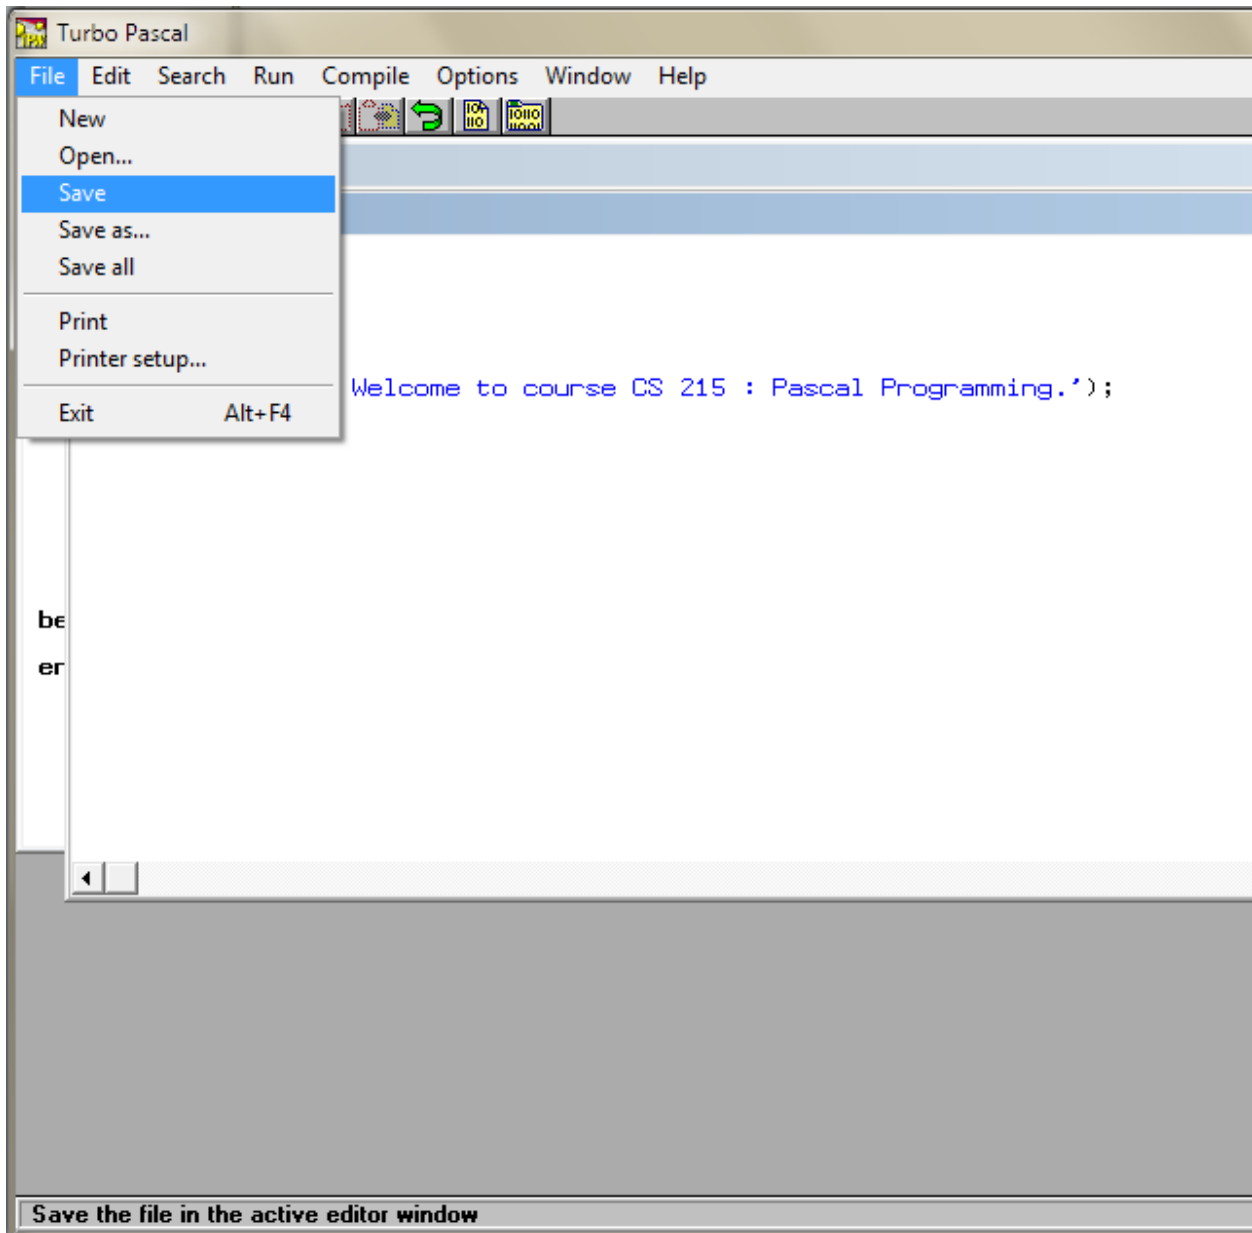 Turbo Pascal
File Edit Search Run Compile Options Window Help
New
Open...
Save
Save as...
Save all
Print
Printer setup...
Exit Alt+F4
Welcome to course CS 215 : Pascal Programming.');
be
er
Save the file in the active editor window